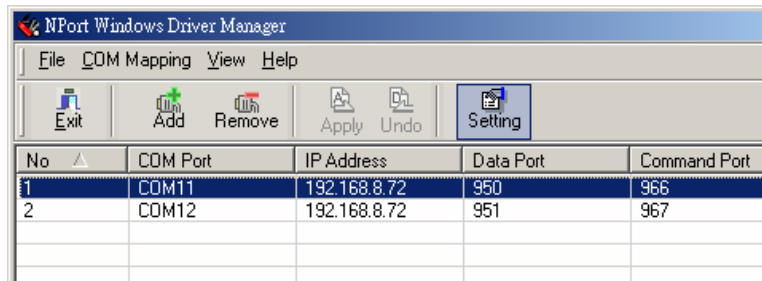 NPort Windows Driver Manager
File COM Mapping View Help
Exit Add Remove Apply Undo Setting
No COM Port IP Address Data Port Command Port
1 COM11 192.168.8.72 950 966
2 COM12 192.168.8.72 951 967